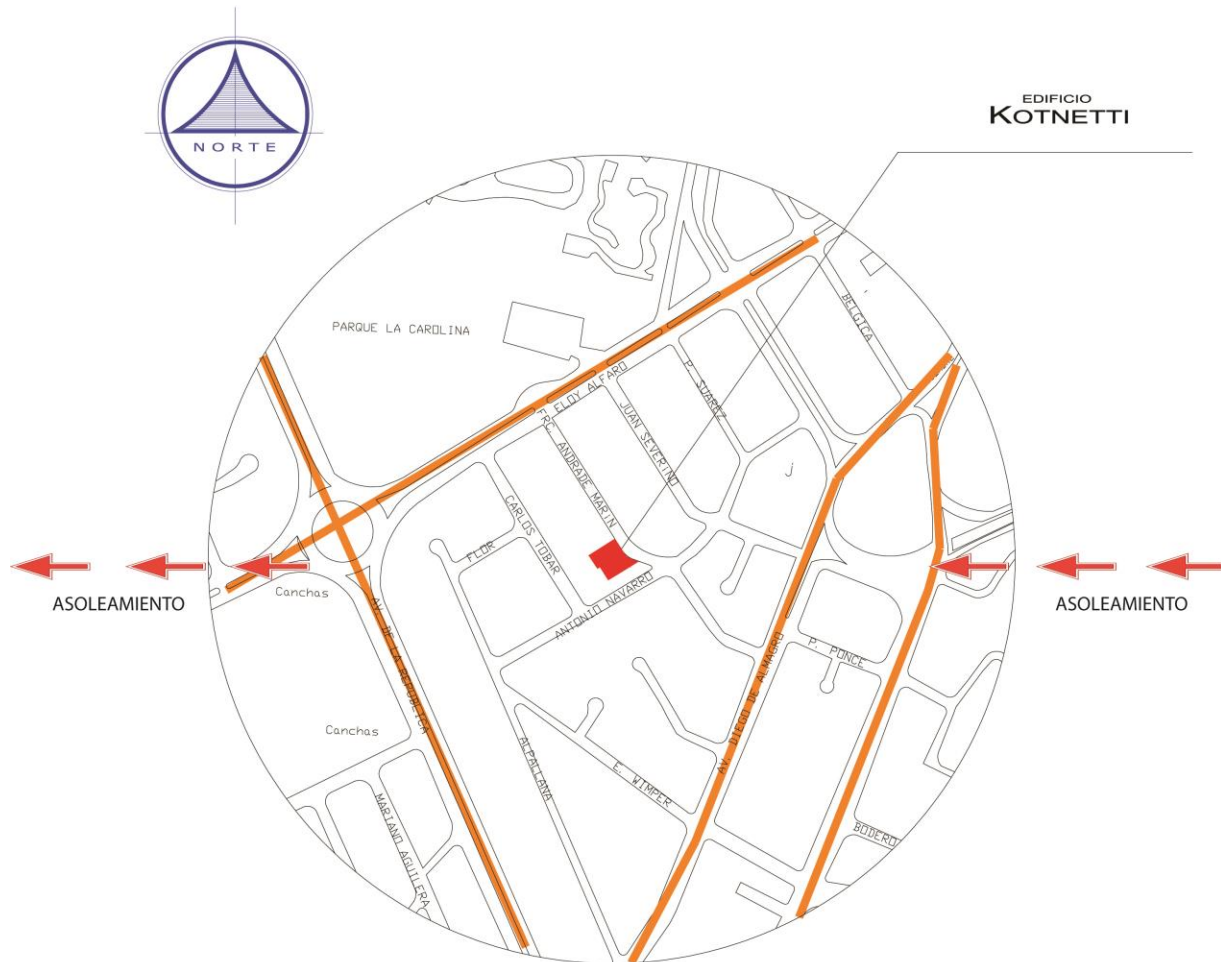 NORTE
EDIFICIO
KOTNETTI
PARQUE LA CAROLINA
BELGICA
ELOY ALFARO
P. SUAREZ
JUAN SEVERINO
FRC. ANDRADE MARIN
CARLOS TOBAR
FLOR
j
ANTONIO NAVARRO
ASOLEAMIENTO
ASOLEAMIENTO
Canchas
AV. DE LA REPUBLICA
P. PONCE
AV. DIEGO DE ALMAGRO
Canchas
ALPALLANA
E. WIMPER
MARIANO AGUILERA
BODERO